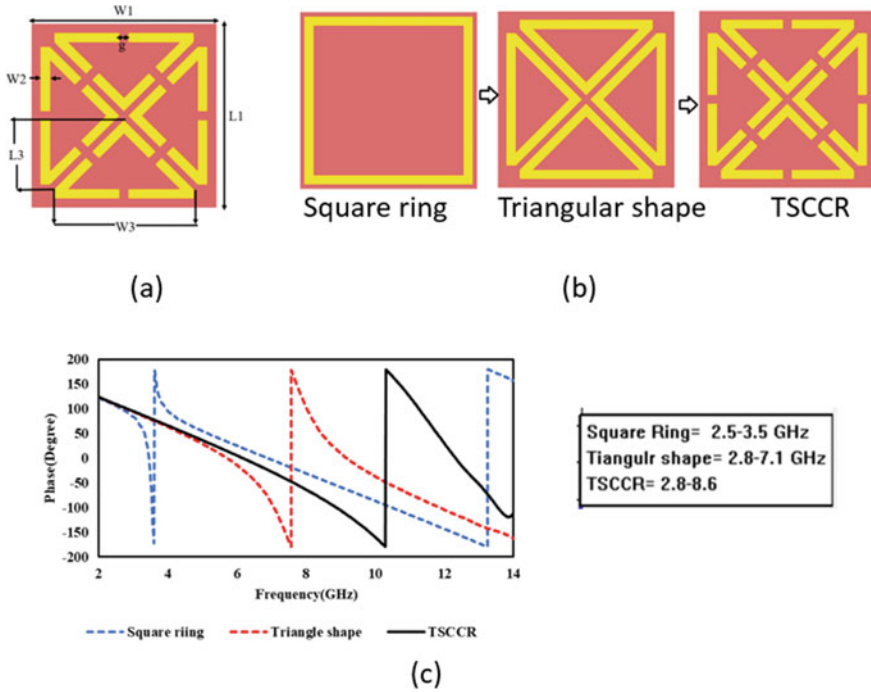 W1
g
W2
L1
L3
W3
Square ring
Triangular shape
TSCCR
(a)
(b)
200
150
100
50
0
-50
-100
-150
-200
Phase(Degree)
2 4 6 8 10 12 14
Frequency(GHz)
Square riing Triangle shape TSCCR
Square Ring= 2.5-3.5 GHz
Tiangulr shape= 2.8-7.1 GHz
TSCCR= 2.8-8.6
(c)